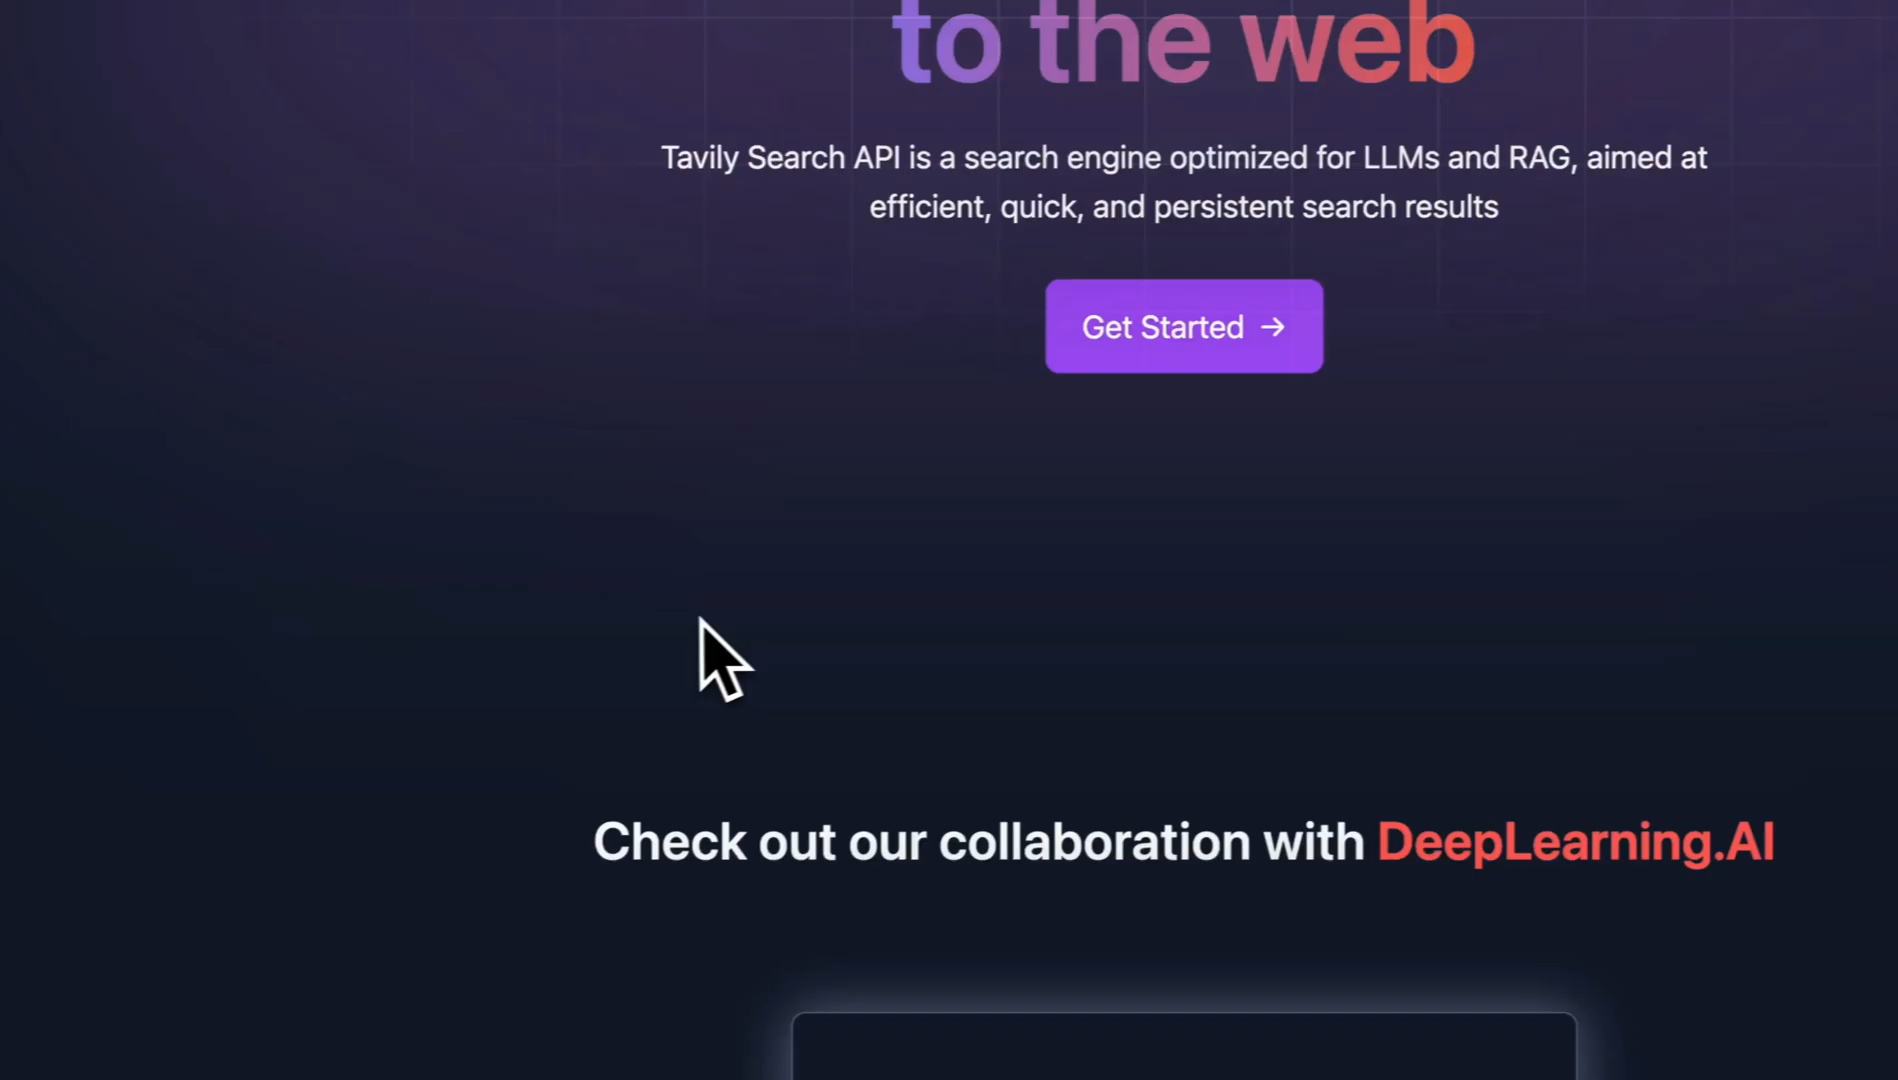 to the web
Tavily Search API is a search engine optimized for LLMs and RAG, aimed at
efficient, quick, and persistent search results
Get Started →
Check out our collaboration with DeepLearning.AI